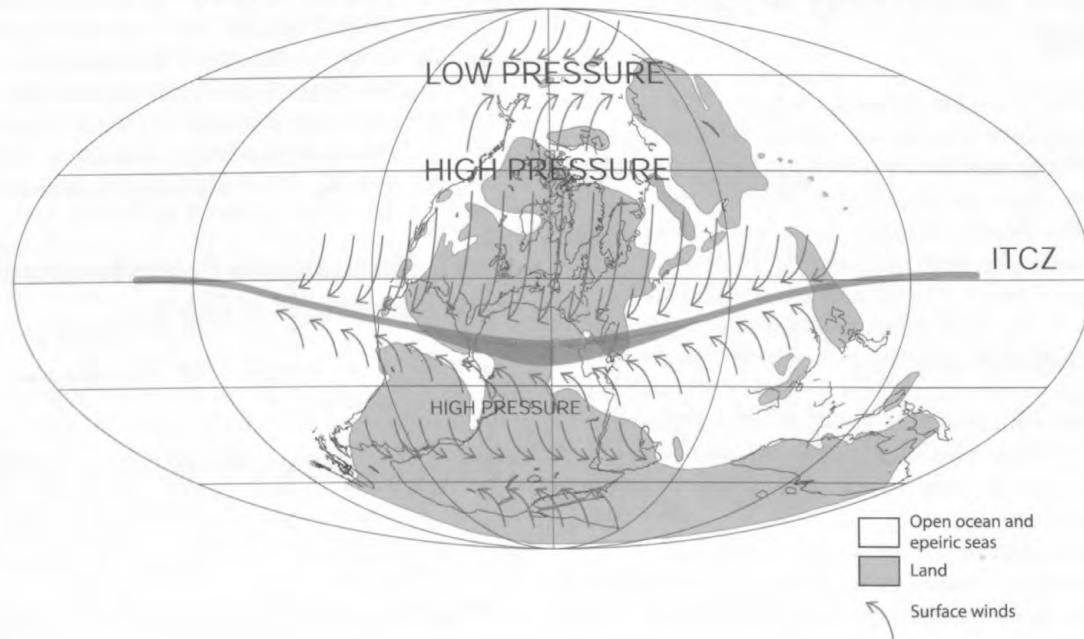 LOW PRESSURE
HIGH PRESSURE
ITCZ
HIGH PRESSURE
Open ocean and
epeiric seas
Land
Surface winds